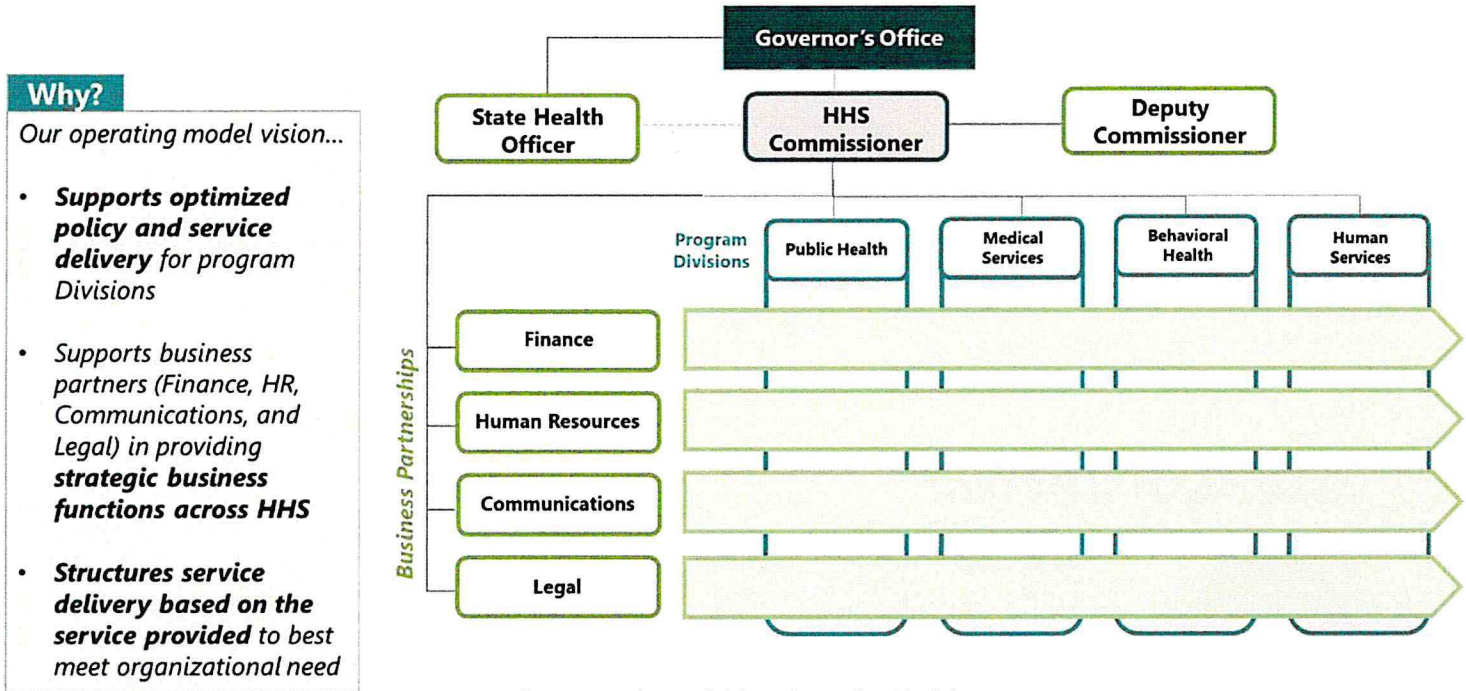 Governor's Office
State Health
Officer
HHS
Commissioner
Deputy
Commissioner
Why?
Our operating model vision...
• Supports optimized
policy and service
delivery for program
Divisions
• Supports business
partners (Finance, HR,
Communications, and
Legal) in providing
strategic business
functions across HHS
• Structures service
delivery based on the
service provided to best
meet organizational need
Program
Divisions
Public Health
Medical
Services
Behavioral
Health
Human
Services
Business Partnerships
Finance
Human Resources
Communications
Legal